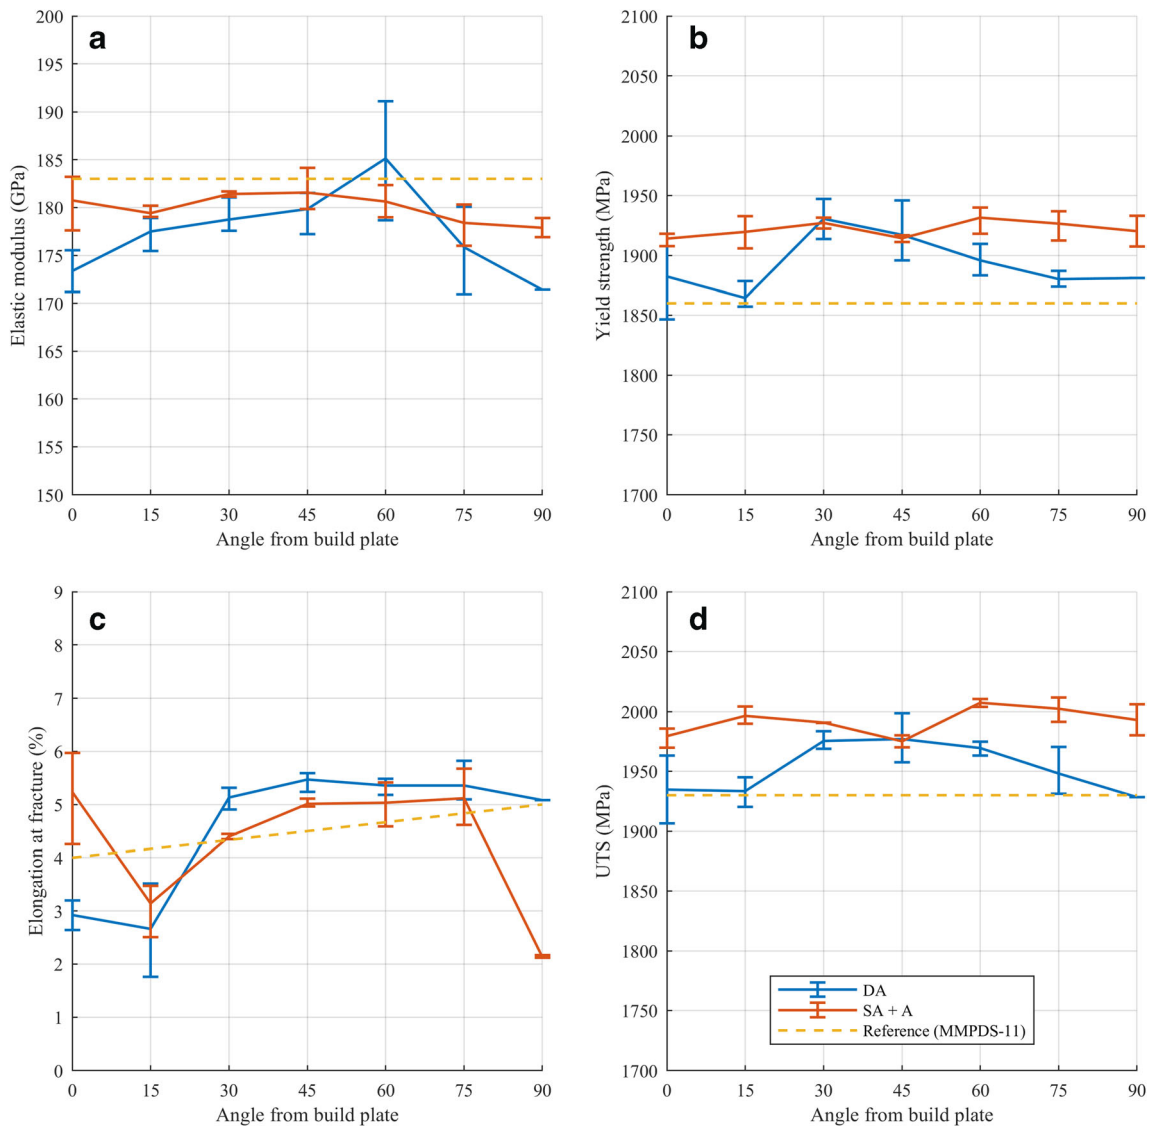 a
200
195
190
185
180
175
170
165
160
155
150
Elastic modulus (GPa)
0 15 30 45 60 75 90
Angle from build plate
b
2100
2050
2000
1950
1900
1850
1800
1750
1700
Yield strength (MPa)
0 15 30 45 60 75 90
Angle from build plate
c
9
8
7
6
5
4
3
2
1
0
Elongation at fracture (%)
0 15 30 45 60 75 90
Angle from build plate
d
2100
2050
2000
1950
1900
1850
1800
1750
1700
UTS (MPa)
DA
SA + A
Reference (MMPDS-11)
0 15 30 45 60 75 90
Angle from build plate